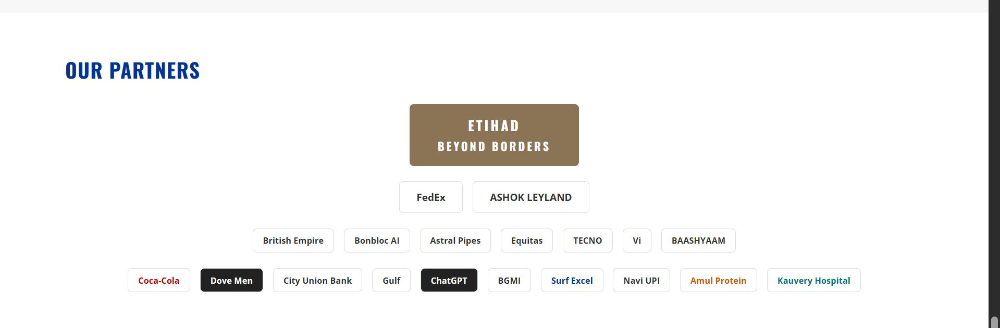 OUR PARTNERS
ETIHAD
BEYOND BORDERS
FedEx
ASHOK LEYLAND
British Empire
Bonbloc AI
Astral Pipes
Equitas
TECNO
Vi
BAASHYAAM
Coca-Cola
Dove Men
City Union Bank
Gulf
ChatGPT
BGMI
Surf Excel
Navi UPI
Amul Protein
Kauvery Hospital